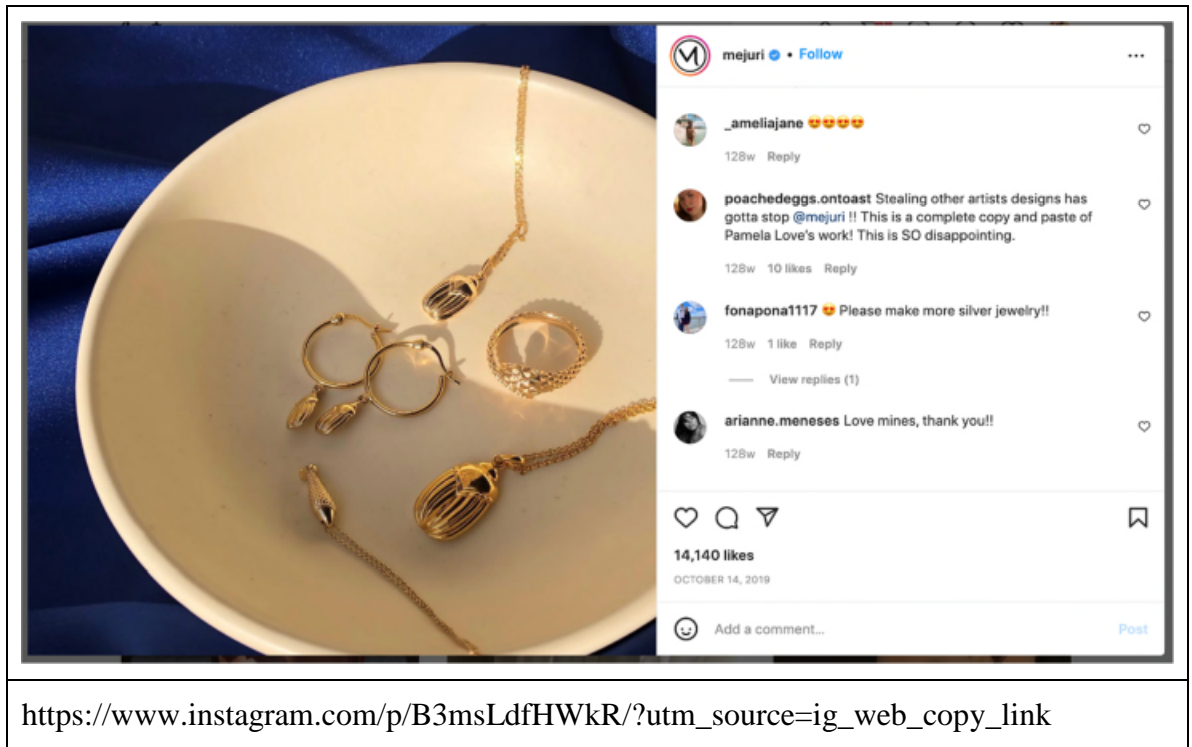 mejuri • Follow
_ameliajane 😍😍😍😍
128w Reply
poachedeggs.ontoast Stealing other artists designs has
gotta stop @mejuri !! This is a complete copy and paste of
Pamela Love's work! This is SO disappointing.
128w 10 likes Reply
fonapona1117 😍 Please make more silver jewelry!!
128w 1 like Reply
View replies (1)
arianne.meneses Love mines, thank you!!
128w Reply
14,140 likes
OCTOBER 14, 2019
Add a comment...
Post
https://www.instagram.com/p/B3msLdfHWkR/?utm_source=ig_web_copy_link